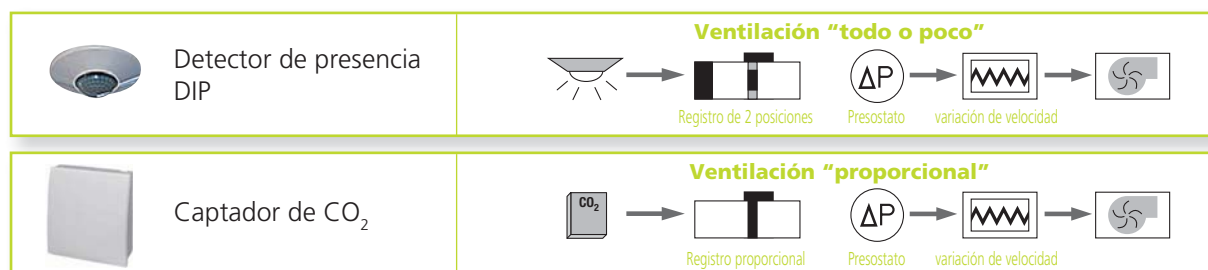 Detector de presencia
DIP
Ventilación “todo o poco”
ΔP
Registro de 2 posiciones
Presostato
variación de velocidad
Captador de CO₂
Ventilación “proporcional”
CO₂
ΔP
Registro proporcional
Presostato
variación de velocidad